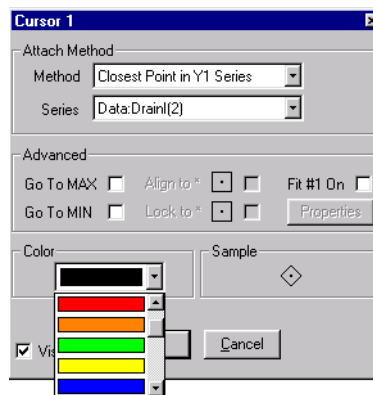 Cursor 1
Attach Method
Method Closest Point in Y1 Series
Series Data:DrainI(2)
Advanced
Go To MAX Align to * Fit #1 On
Go To MIN Lock to * Properties
Color Sample
Cancel